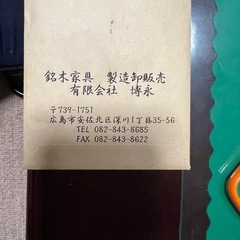 銘木家具　製造卸販売
有限会社　博永
〒739-1751
広島市安佐北区深川1丁目35-56
TEL 082-843-8685
FAX 082-843-8622